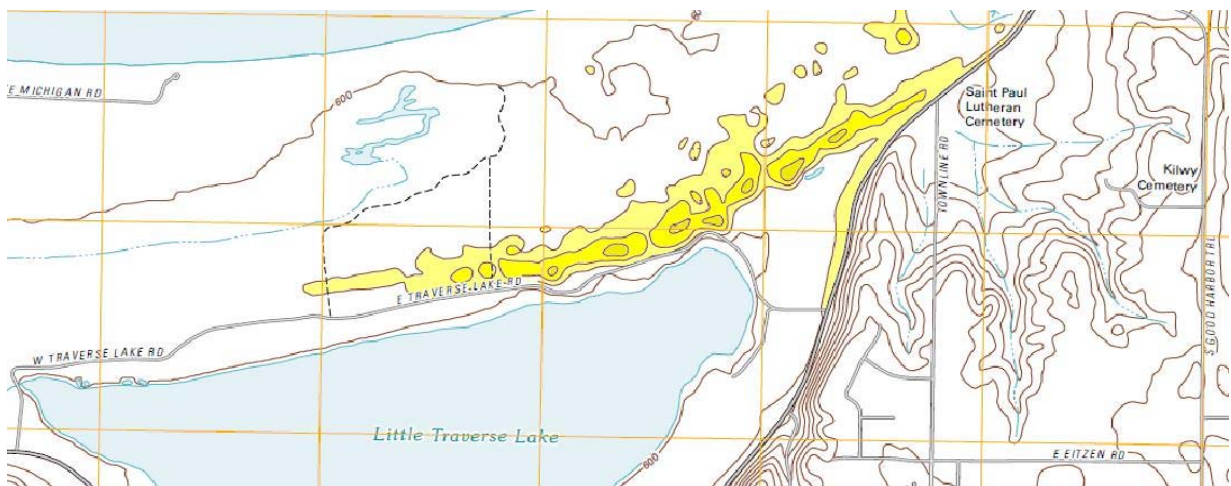 E MICHIGAN RD
600
Saint Paul
Lutheran
Cemetery
TOWNLINE RD
Kilwy
Cemetery
S GOOD HARBOR TRL
E TRAVERSE LAKE RD
W TRAVERSE LAKE RD
Little Traverse Lake
600
E EITZEN RD